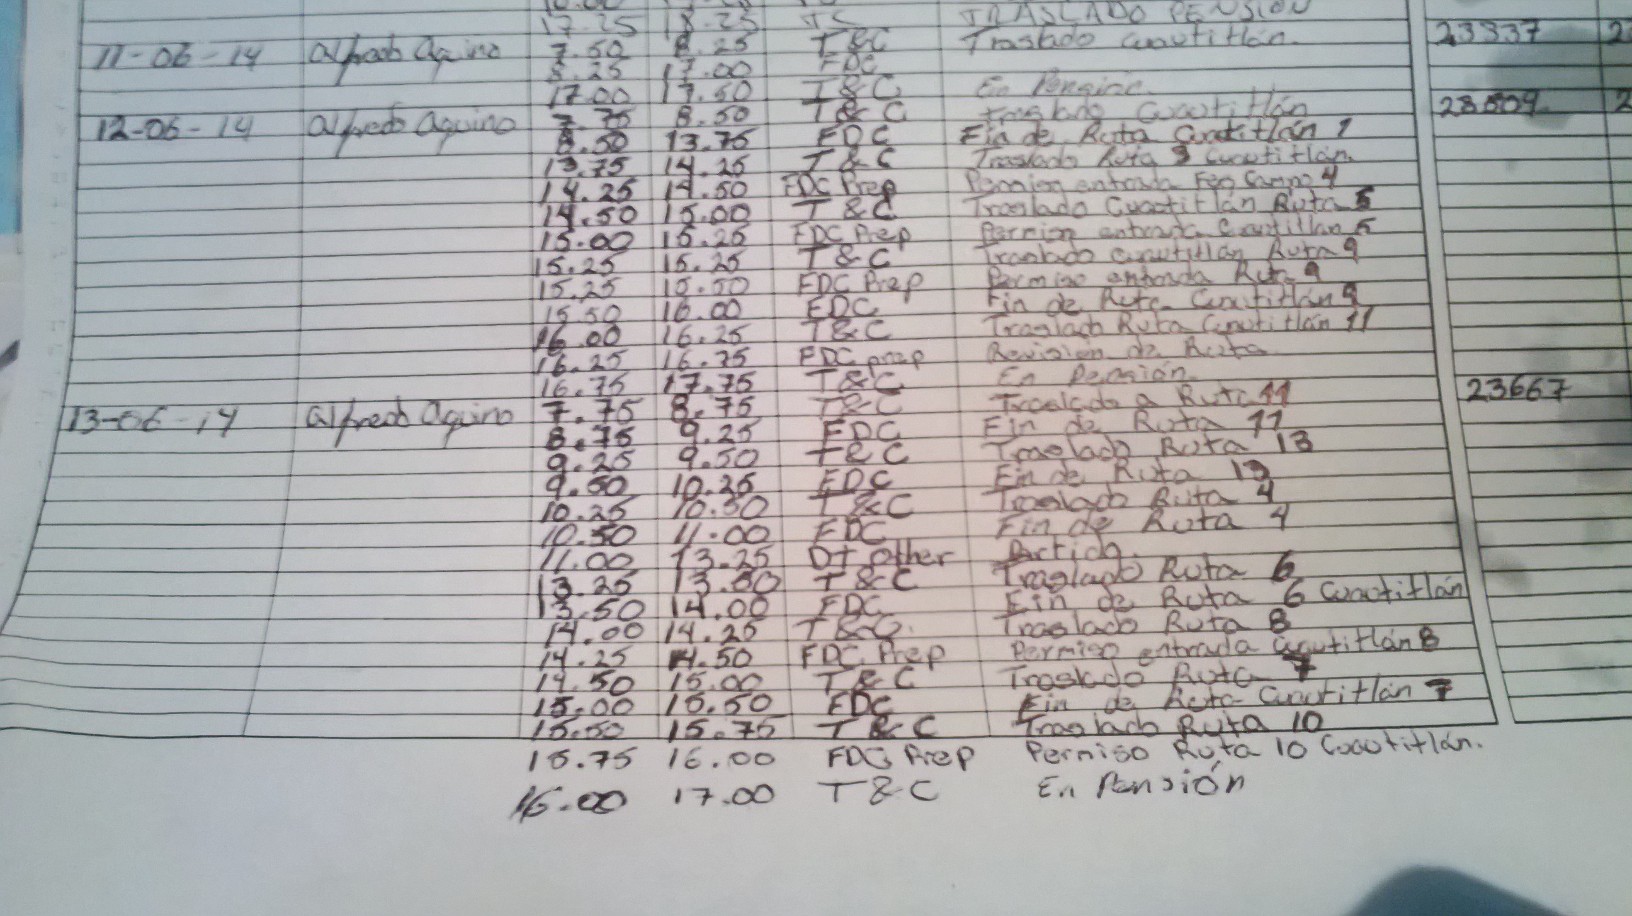 17.25 18.25 TC TRASLADO PENSION
11-06-14 Alfredo Aquino 7.50 8.25 T&C Traslado Cuautitlán. 23337
8.25 17.00 FDC
17.00 17.50 T&C En Pensión.
12-06-14 Alfredo Aquino 7.75 8.50 T&C Traslado Cuautitlán
8.50 13.75 FDC Fin de Ruta Cuautitlán 1
13.75 14.25 T&C Traslado Ruta 3 Cuautitlán.
14.25 14.50 FDC Prep entrada 4
14.50 15.00 T&C Traslado Cuautitlán Ruta 5
15.00 15.25 FDC Prep entrada Cuautitlan 5
15.25 15.25 T&C Traslado Cuautitlán Ruta 9
15.25 15.50 FDC Prep Permiso entrada Ruta 9
15.50 16.00 FDC Fin de Ruta Cuautitlán 9
16.00 16.25 T&C Traslado Ruta Cuautitlán 11
16.25 16.75 FDC prep Revision de Ruta
16.75 17.75 T&C En Pensión.
13-06-14 Alfredo Aquino 7.75 8.75 T&C Traslado a Ruta 11 23667
8.75 9.25 FDC Fin de Ruta 11
9.25 9.50 T&C Traslado Ruta 13
9.50 10.25 FDC Fin de Ruta 13
10.25 10.50 T&C Traslado Ruta 4
10.50 11.00 FDC Fin de Ruta 4
11.00 13.25 DT other
13.25 13.50 T&C Traslado Ruta 6
13.50 14.00 FDC Fin de Ruta 6 Cuautitlán
14.00 14.25 T&C. Traslado Ruta 8
14.25 14.50 FDC Prep Permiso entrada Cuautitlán 8
14.50 15.00 T&C Traslado Ruta 7
15.00 15.50 FDC Fin de Ruta Cuautitlán 7
15.50 15.75 T&C Traslado Ruta 10
15.75 16.00 FDC Prep Permiso Ruta 10 Cuautitlán.
16.00 17.00 T&C En Pensión